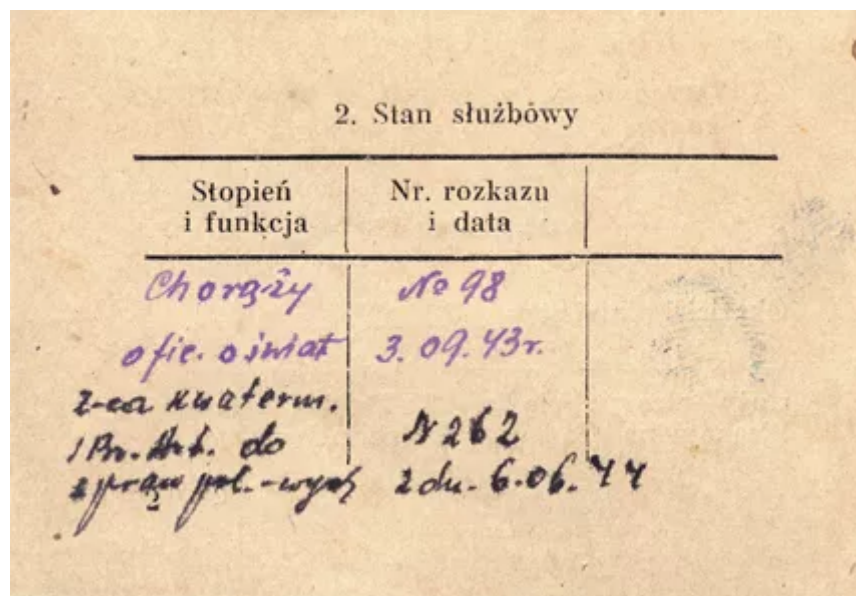 2. Stan służbowy
Stopień
i funkcja
Nr. rozkazu
i data
Chorąży
№ 98
ofic. oświat
3. 09. 43r.
z-ca kwaterm.
1 Br. Art. do
N 262
spraw pol.-wych
z dn. 6.06.44